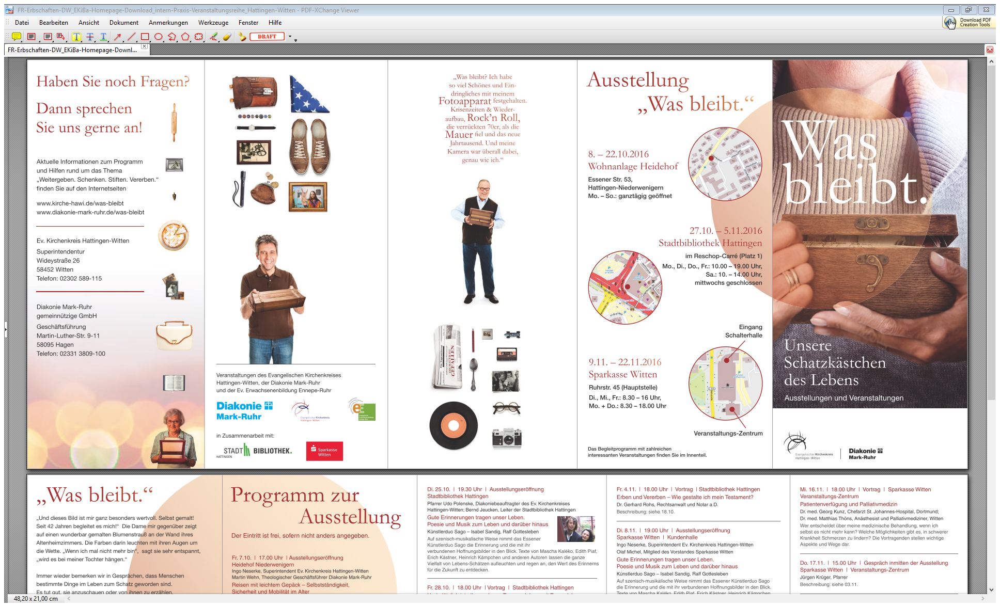 FR-Erbschaften-DW_EKiBa-Homepage-Download_intern-Praxis-Veranstaltungsreihe_Hattingen-Witten - PDF-XChange Viewer
Datei Bearbeiten Ansicht Dokument Anmerkungen Werkzeuge Fenster Hilfe
Download PDF
Creation Tools
DRAFT
FR-Erbschaften-DW_EKiBa-Homepage-Downl...
Haben Sie noch Fragen?
Dann sprechen
Sie uns gerne an!
Aktuelle Informationen zum Programm
und Hilfen rund um das Thema
„Weitergeben. Schenken. Stiften. Vererben.“
finden Sie auf den Internetseiten
www.kirche-hawi.de/was-bleibt
www.diakonie-mark-ruhr.de/was-bleibt
Ev. Kirchenkreis Hattingen-Witten
Superintendentur
Wideystraße 26
58452 Witten
Telefon: 02302 589-115
Diakonie Mark-Ruhr
gemeinnützige GmbH
Geschäftsführung
Martin-Luther-Str. 9-11
58095 Hagen
Telefon: 02331 3809-100
Veranstaltungen des Evangelischen Kirchenkreises
Hattingen-Witten, der Diakonie Mark-Ruhr
und der Ev. Erwachsenenbildung Ennepe-Ruhr
Diakonie
Mark-Ruhr
Evangelischer Kirchenkreis
Hattingen-Witten
in Zusammenarbeit mit:
STADT BIBLIOTHEK.
HATTINGEN
Sparkasse
Witten
„Was bleibt? Ich habe
so viel Schönes und Ein-
dringliches mit meinem
Fotoapparat festgehalten.
Krisenzeiten & Wieder-
aufbau, Rock’n Roll,
die verrückten 70er, als die
Mauer fiel und das neue
Jahrtausend. Und meine
Kamera war überall dabei,
genau wie ich.“
GEFALLEN
Ausstellung
„Was bleibt.“
8. – 22.10.2016
Wohnanlage Heidehof
Essener Str. 53,
Hattingen-Niederwenigern
Mo. – So.: ganztägig geöffnet
27.10. – 5.11.2016
Stadtbibliothek Hattingen
im Reschop-Carré (Platz 1)
Mo., Di., Do., Fr.: 10.00 – 19.00 Uhr,
Sa.: 10. – 14.00 Uhr,
mittwochs geschlossen
Eingang
Schalterhalle
9.11. – 22.11.2016
Sparkasse Witten
Ruhrstr. 45 (Hauptstelle)
Di., Mi., Fr.: 8.30 – 16 Uhr,
Mo. + Do.: 8.30 – 18.00 Uhr
Veranstaltungs-Zentrum
Das Begleitprogramm mit zahlreichen
interessanten Veranstaltungen finden Sie im Innenteil.
Was
bleibt.
Unsere
Schatzkästchen
des Lebens
Ausstellungen und Veranstaltungen
Evangelischer Kirchenkreis
Hattingen-Witten
Diakonie
Mark-Ruhr
„Was bleibt.“
„Und dieses Bild ist mir ganz besonders wertvoll. Selbst gemalt!
Seit 42 Jahren begleitet es mich!“ Die Dame mir gegenüber zeigt
auf einen wunderbar gemalten Blumenstrauß an der Wand ihres
Altenheimzimmers. Die Farben darin leuchten mit ihren Augen um
die Wette. „Wenn ich mal nicht mehr bin“, sagt sie sehr entspannt,
„wird es bei meiner Tochter hängen.“
Immer wieder bemerken wir in Gesprächen, dass Menschen
bestimmte Dinge im Leben zum Schatz geworden sind.
Es tut gut, sie anzuschauen oder von ihnen zu erzählen.
Programm zur
Ausstellung
Der Eintritt ist frei, sofern nicht anders angegeben.
Fr. 7.10. | 17.00 Uhr | Ausstellungseröffnung
Heidehof Niederwenigern
Ingo Neserke, Superintendent Ev. Kirchenkreis Hattingen-Witten
Martin Wehn, Theologischer Geschäftsführer Diakonie Mark-Ruhr
Reisen mit leichtem Gepäck – Selbstständigkeit,
Sicherheit und Mobilität im Alter
Di. 25.10. | 19.30 Uhr | Ausstellungseröffnung
Stadtbibliothek Hattingen
Pfarrer Udo Polenske, Diakoniebeauftragter des Ev. Kirchenkreises
Hattingen-Witten; Bernd Jeucken, Leiter der Stadtbibliothek Hattingen
Gute Erinnerungen tragen unser Leben.
Poesie und Musik zum Leben und darüber hinaus
Künstlerduo Sago – Isabel Sandig, Ralf Gottesleben
Auf szenisch-musikalische Weise nimmt das Essener
Künstlerduo Sago die Erinnerung und die mit ihr
verbundenen Hoffnungsbilder in den Blick. Texte von Mascha Kaléko, Edith Piaf,
Erich Kästner, Heinrich Kämpchen und anderen Autoren lassen die ganze
Vielfalt von Lebens-Schätzen aufleuchten und regen an, den Wert des Erinnerns
für die Zukunft zu entdecken.
Fr. 28.10. | 18.00 Uhr | Vortrag | Stadtbibliothek Hattingen
Fr. 4.11. | 18.00 Uhr | Vortrag | Stadtbibliothek Hattingen
Erben und Vererben – Wie gestalte ich mein Testament?
Dr. Gerhard Rohs, Rechtsanwalt und Notar a.D.
Beschreibung: siehe 18.10.
Di. 8.11. | 19.00 Uhr | Ausstellungseröffnung
Sparkasse Witten | Kundenhalle
Ingo Neserke, Superintendent Ev. Kirchenkreis Hattingen-Witten
Olaf Michel, Mitglied des Vorstandes Sparkasse Witten
Gute Erinnerungen tragen unser Leben.
Poesie und Musik zum Leben und darüber hinaus
Künstlerduo Sago – Isabel Sandig, Ralf Gottesleben
Auf szenisch-musikalische Weise nimmt das Essener Künstlerduo Sago
die Erinnerung und die mit ihr verbundenen Hoffnungsbilder in den Blick.
Texte von Mascha Kaléko, Edith Piaf, Erich Kästner, Heinrich Kämpchen
Mi. 16.11. | 18.00 Uhr | Vortrag | Sparkasse Witten
Veranstaltungs-Zentrum
Patientenverfügung und Palliativmedizin
Dr. med. Georg Kunz, Chefarzt St. Johannes-Hospital, Dortmund;
Dr. med. Matthias Thöns, Anästhesist und Palliativmediziner, Witten
Wer entscheidet über meine medizinische Behandlung, wenn ich
selbst es nicht mehr kann? Welche Möglichkeiten gibt es, in schwerer
Krankheit Schmerzen zu lindern? Die Vortragenden stellen wichtige
Aspekte und Wege dar.
Do. 17.11. | 15.00 Uhr | Gespräch inmitten der Ausstellung
Sparkasse Witten | Veranstaltungs-Zentrum
Jürgen Krüger, Pfarrer
Beschreibung: siehe 03.11.
48,20 x 21,00 cm